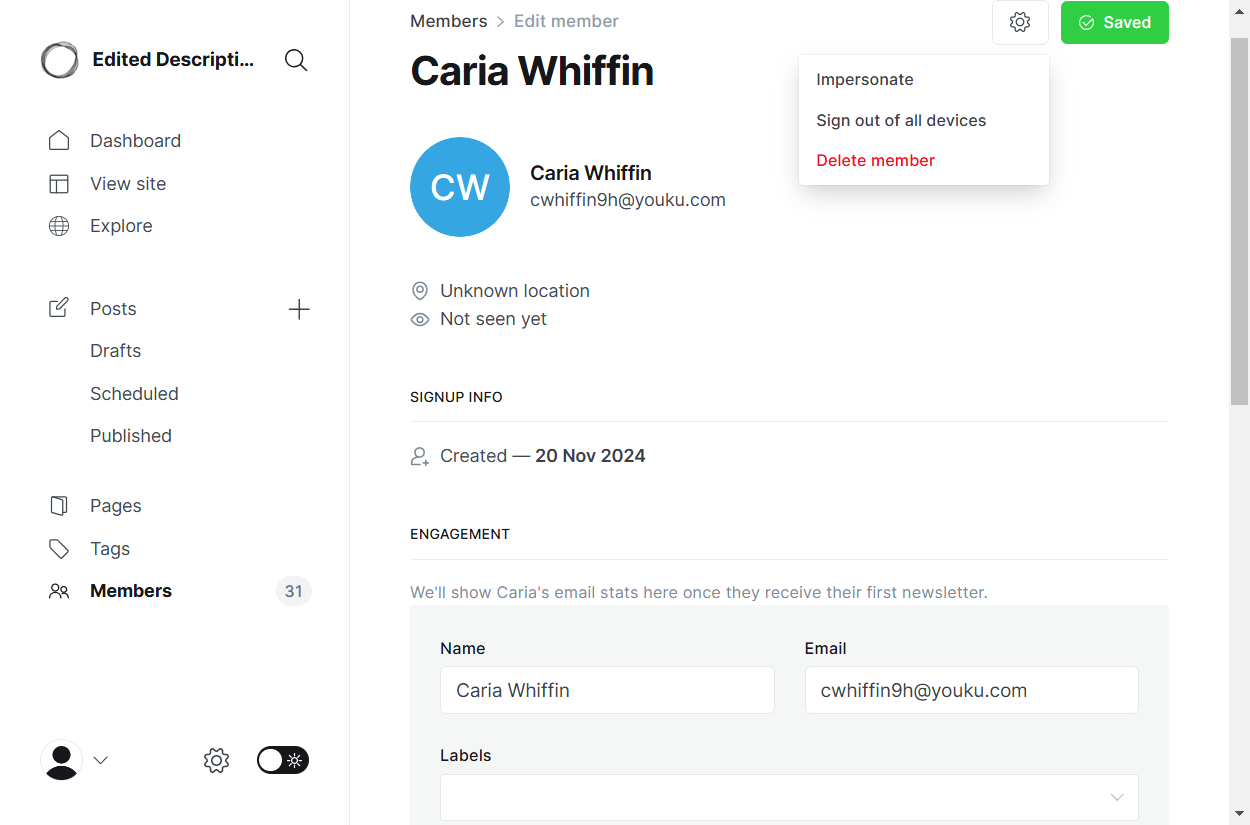 Edited Descripti...
Dashboard
View site
Explore
Posts
Drafts
Scheduled
Published
Pages
Tags
Members
31
Members > Edit member
Saved
Caria Whiffin
Impersonate
Sign out of all devices
Delete member
CW
Caria Whiffin
cwhiffin9h@youku.com
Unknown location
Not seen yet
SIGNUP INFO
Created — 20 Nov 2024
ENGAGEMENT
We'll show Caria's email stats here once they receive their first newsletter.
Name
Caria Whiffin
Email
cwhiffin9h@youku.com
Labels